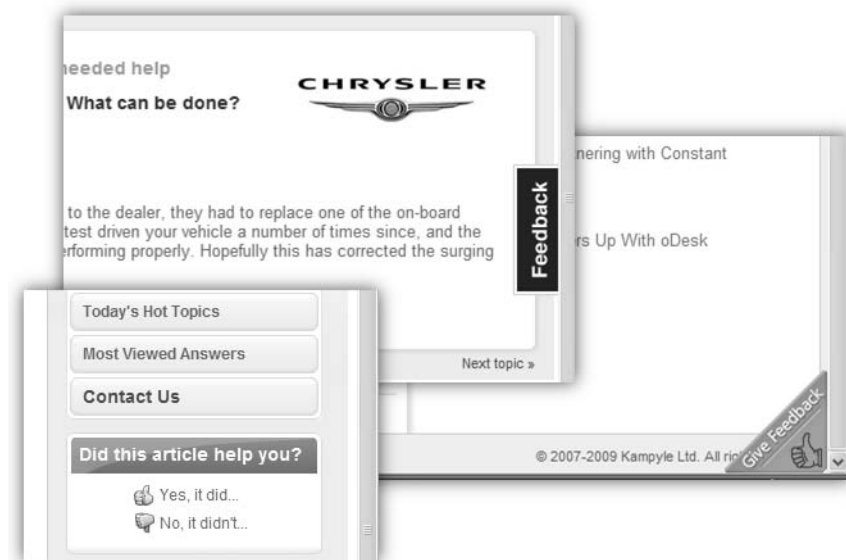 needed help
What can be done?
CHRYSLER
to the dealer, they had to replace one of the on-board
test driven your vehicle a number of times since, and the
performing properly. Hopefully this has corrected the surging
Feedback
Next topic »
nering with Constant
rs Up With oDesk
© 2007-2009 Kampyle Ltd. All ri
Give Feedback
Today's Hot Topics
Most Viewed Answers
Contact Us
Did this article help you?
Yes, it did...
No, it didn't...